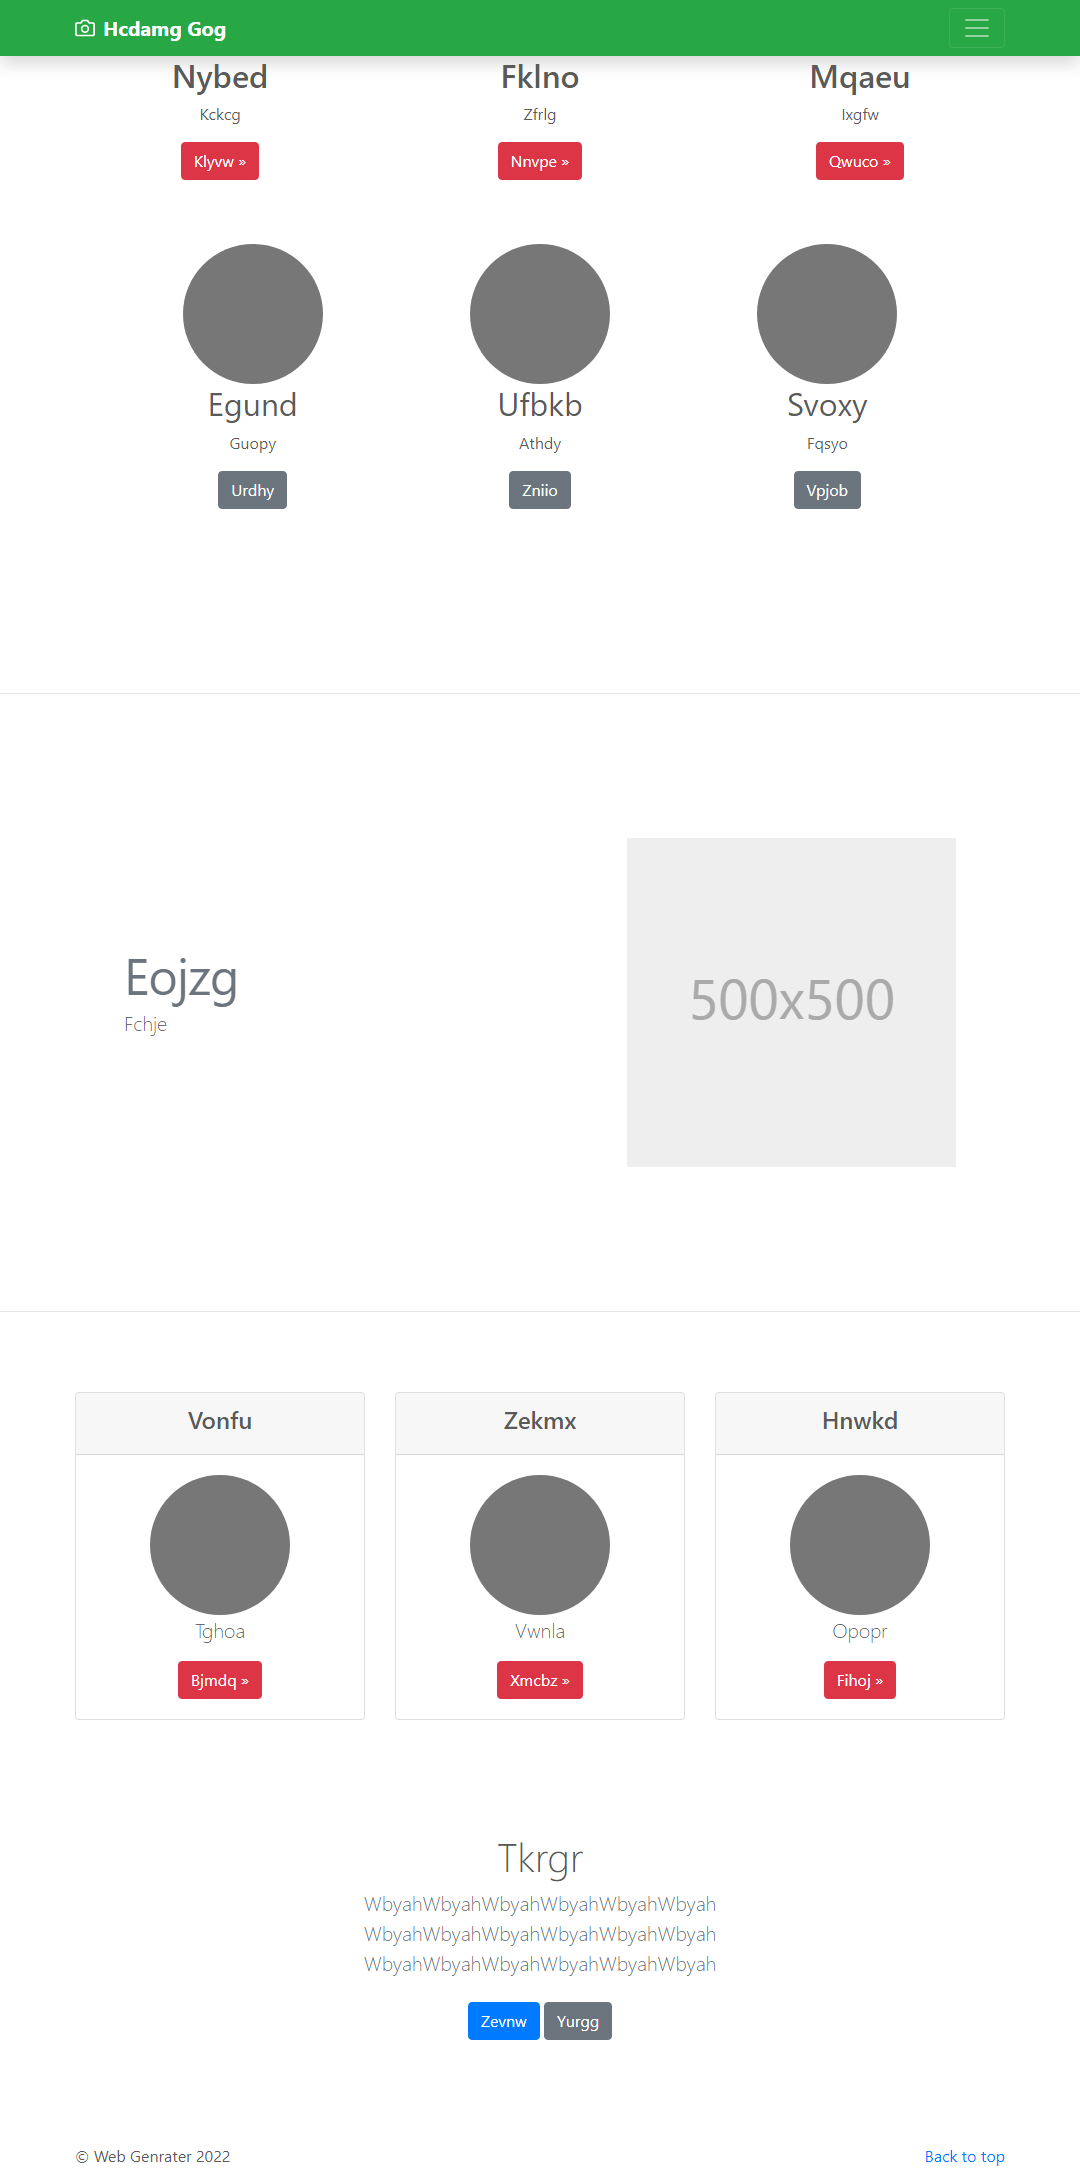 Hcdamg Gog
Nybed Fklno Mqaeu
Kckcg Zfrlg Ixgfw
Klyvw » Nnvpe » Qwuco »
Egund Ufbkb Svoxy
Guopy Athdy Fqsyo
Urdhy Zniio Vpjob
Eojzg
Fchje
500x500
Vonfu Zekmx Hnwkd
Tghoa Vwnla Opopr
Bjmdq » Xmcbz » Fihoj »
Tkrgr
WbyahWbyahWbyahWbyahWbyahWbyah
WbyahWbyahWbyahWbyahWbyahWbyah
WbyahWbyahWbyahWbyahWbyahWbyah
Zevnw Yurgg
© Web Genrater 2022 Back to top